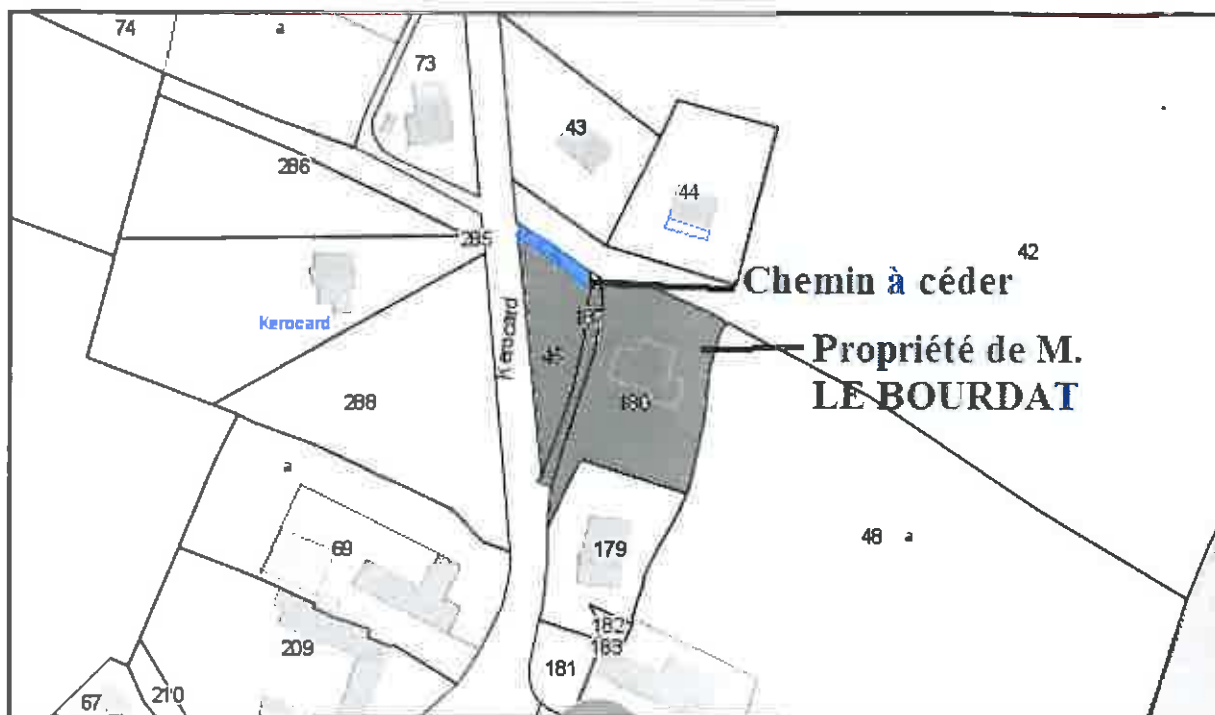 74
a
73
43
286
44
285
42
Chemin à céder
Kerocard
Kerocard
Propriété de M.
LE BOURDAT
288
180
a
69
179
48 a
182
183
209
181
67
210